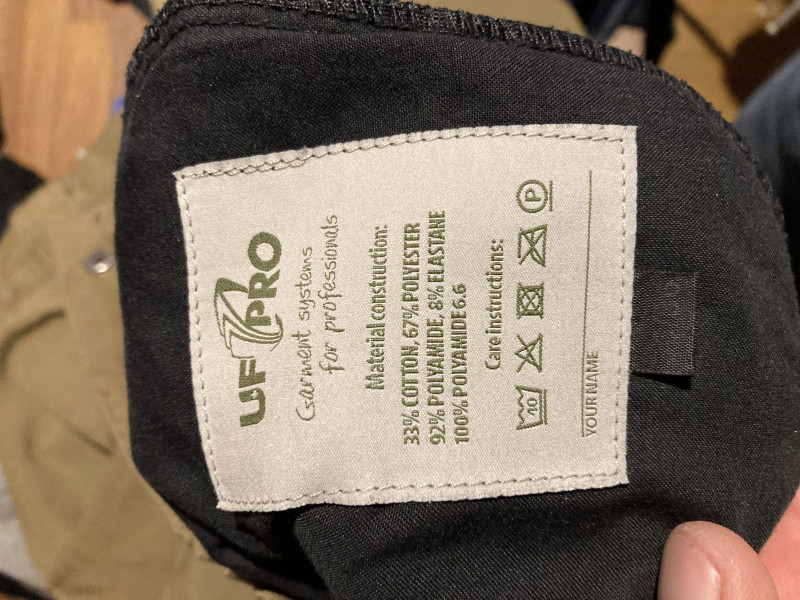 UF PRO
Garment systems
for professionals
Material construction:
33% COTTON, 67% POLYESTER
92% POLYAMIDE, 8% ELASTANE
100% POLYAMIDE 6.6
Care instructions:
40 P
YOUR NAME